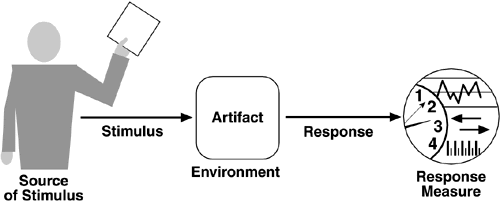 Source
of Stimulus
Stimulus
Artifact
Environment
Response
1
2
3
4
Response
Measure